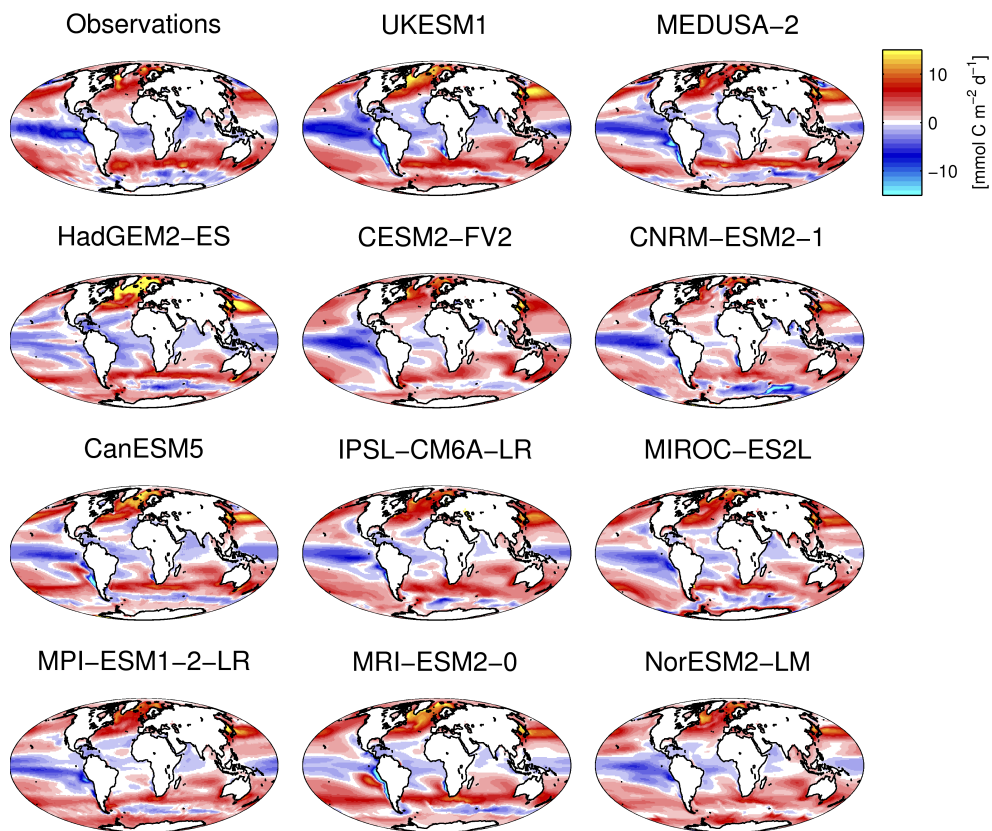 Observations
UKESM1
MEDUSA−2
10
0
−10
[mmol C m⁻² d⁻¹]
HadGEM2−ES
CESM2−FV2
CNRM−ESM2−1
CanESM5
IPSL−CM6A−LR
MIROC−ES2L
MPI−ESM1−2−LR
MRI−ESM2−0
NorESM2−LM